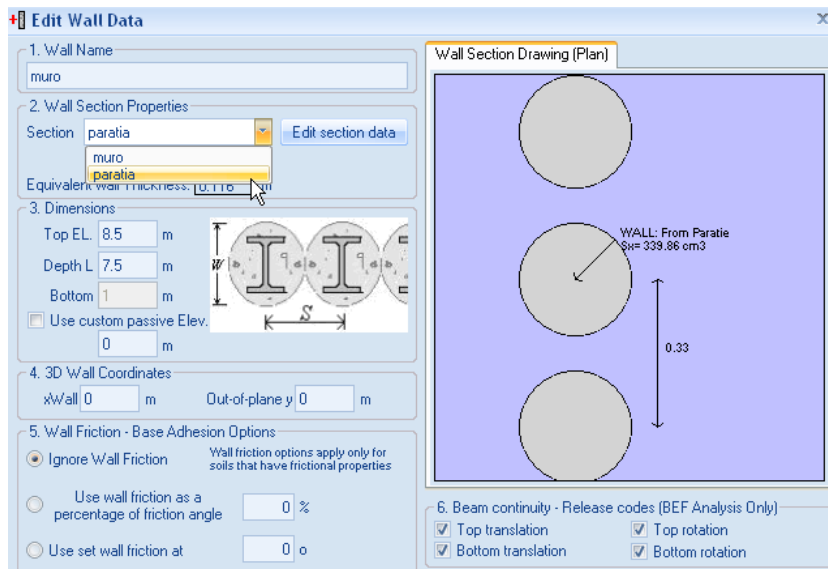 Edit Wall Data
1. Wall Name
muro
2. Wall Section Properties
Section paratia Edit section data
muro
paratia
Equivalent Wall Thickness: 0.116 m
3. Dimensions
Top EL. 8.5 m
Depth L 7.5 m
Bottom 1 m
Use custom passive Elev.
0 m
W
S
4. 3D Wall Coordinates
xWall 0 m Out-of-plane y 0 m
5. Wall Friction - Base Adhesion Options
Ignore Wall Friction
Wall friction options apply only for
soils that have frictional properties
Use wall friction as a
percentage of friction angle 0 %
Use set wall friction at 0 o
Wall Section Drawing (Plan)
WALL: From Paratie
Sx= 339.86 cm3
0.33
6. Beam continuity - Release codes (BEF Analysis Only)
Top translation Top rotation
Bottom translation Bottom rotation